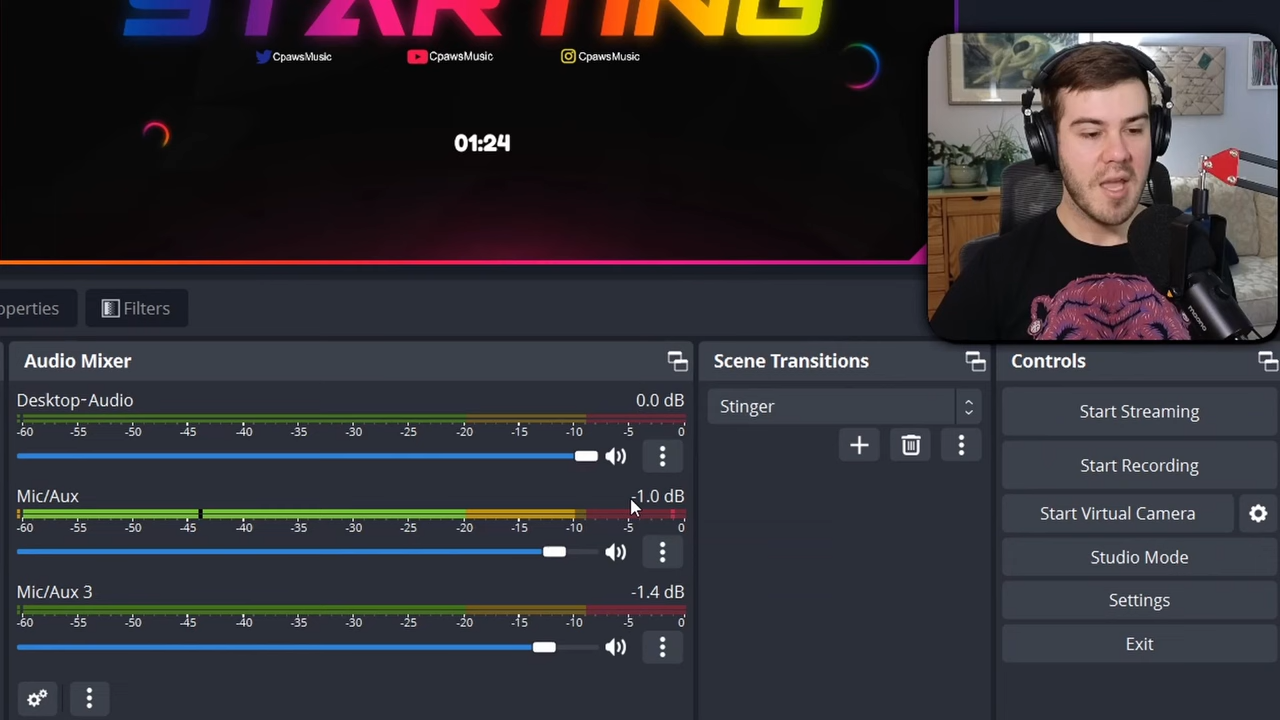 STARTING
CpawsMusic CpawsMusic CpawsMusic
01:24
operties Filters
Audio Mixer
Desktop-Audio 0.0 dB
-60 -55 -50 -45 -40 -35 -30 -25 -20 -15 -10 -5 0
Mic/Aux -1.0 dB
-60 -55 -50 -45 -40 -35 -30 -25 -20 -15 -10 -5 0
Mic/Aux 3 -1.4 dB
-60 -55 -50 -45 -40 -35 -30 -25 -20 -15 -10 -5 0
Scene Transitions
Stinger
Controls
Start Streaming
Start Recording
Start Virtual Camera
Studio Mode
Settings
Exit